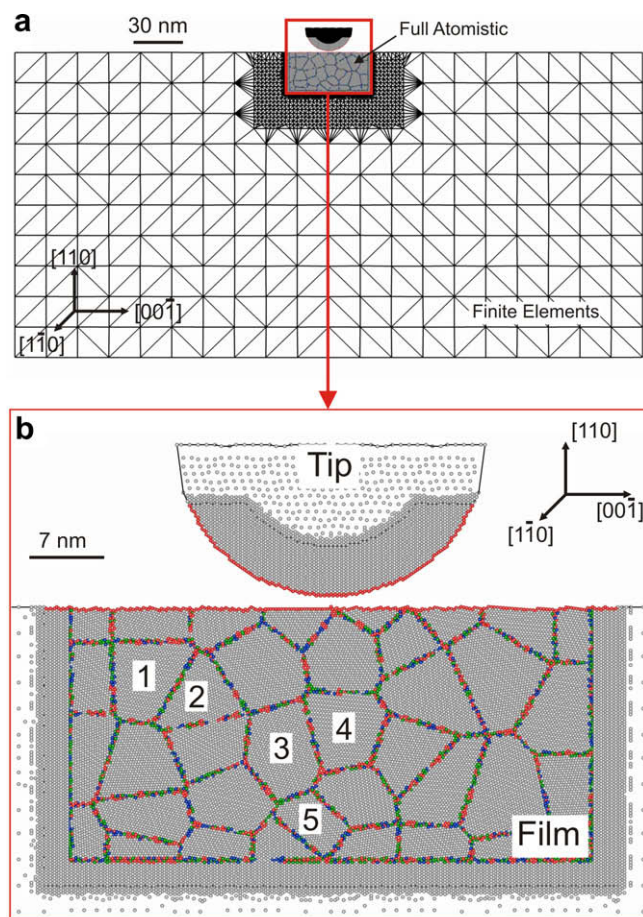 a
30 nm
Full Atomistic
[110]
[001̄]
[11̄0]
Finite Elements
b
Tip
[110]
[001̄]
[11̄0]
7 nm
1
2
3
4
5
Film